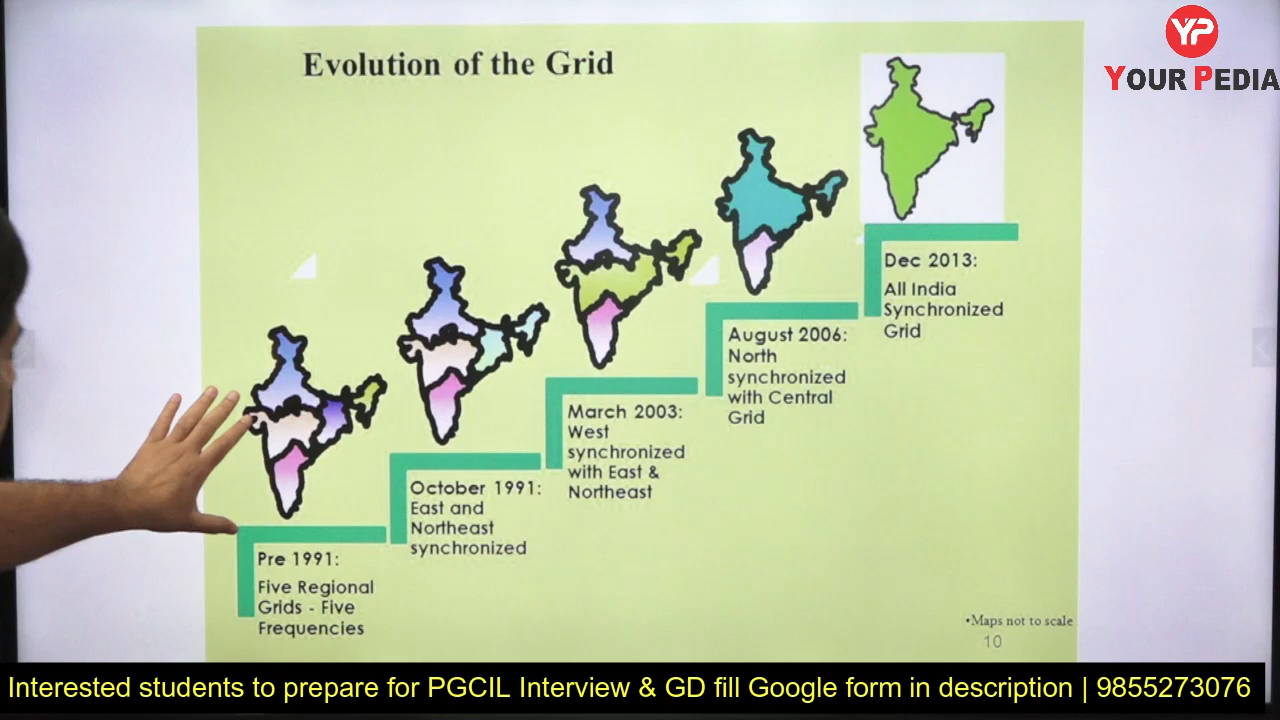 Evolution of the Grid
YP
YOUR PEDIA
Dec 2013:
All India
Synchronized
Grid
August 2006:
North
synchronized
with Central
Grid
March 2003:
West
synchronized
with East &
Northeast
October 1991:
East and
Northeast
synchronized
Pre 1991:
Five Regional
Grids - Five
Frequencies
•Maps not to scale
10
Interested students to prepare for PGCIL Interview & GD fill Google form in description | 9855273076